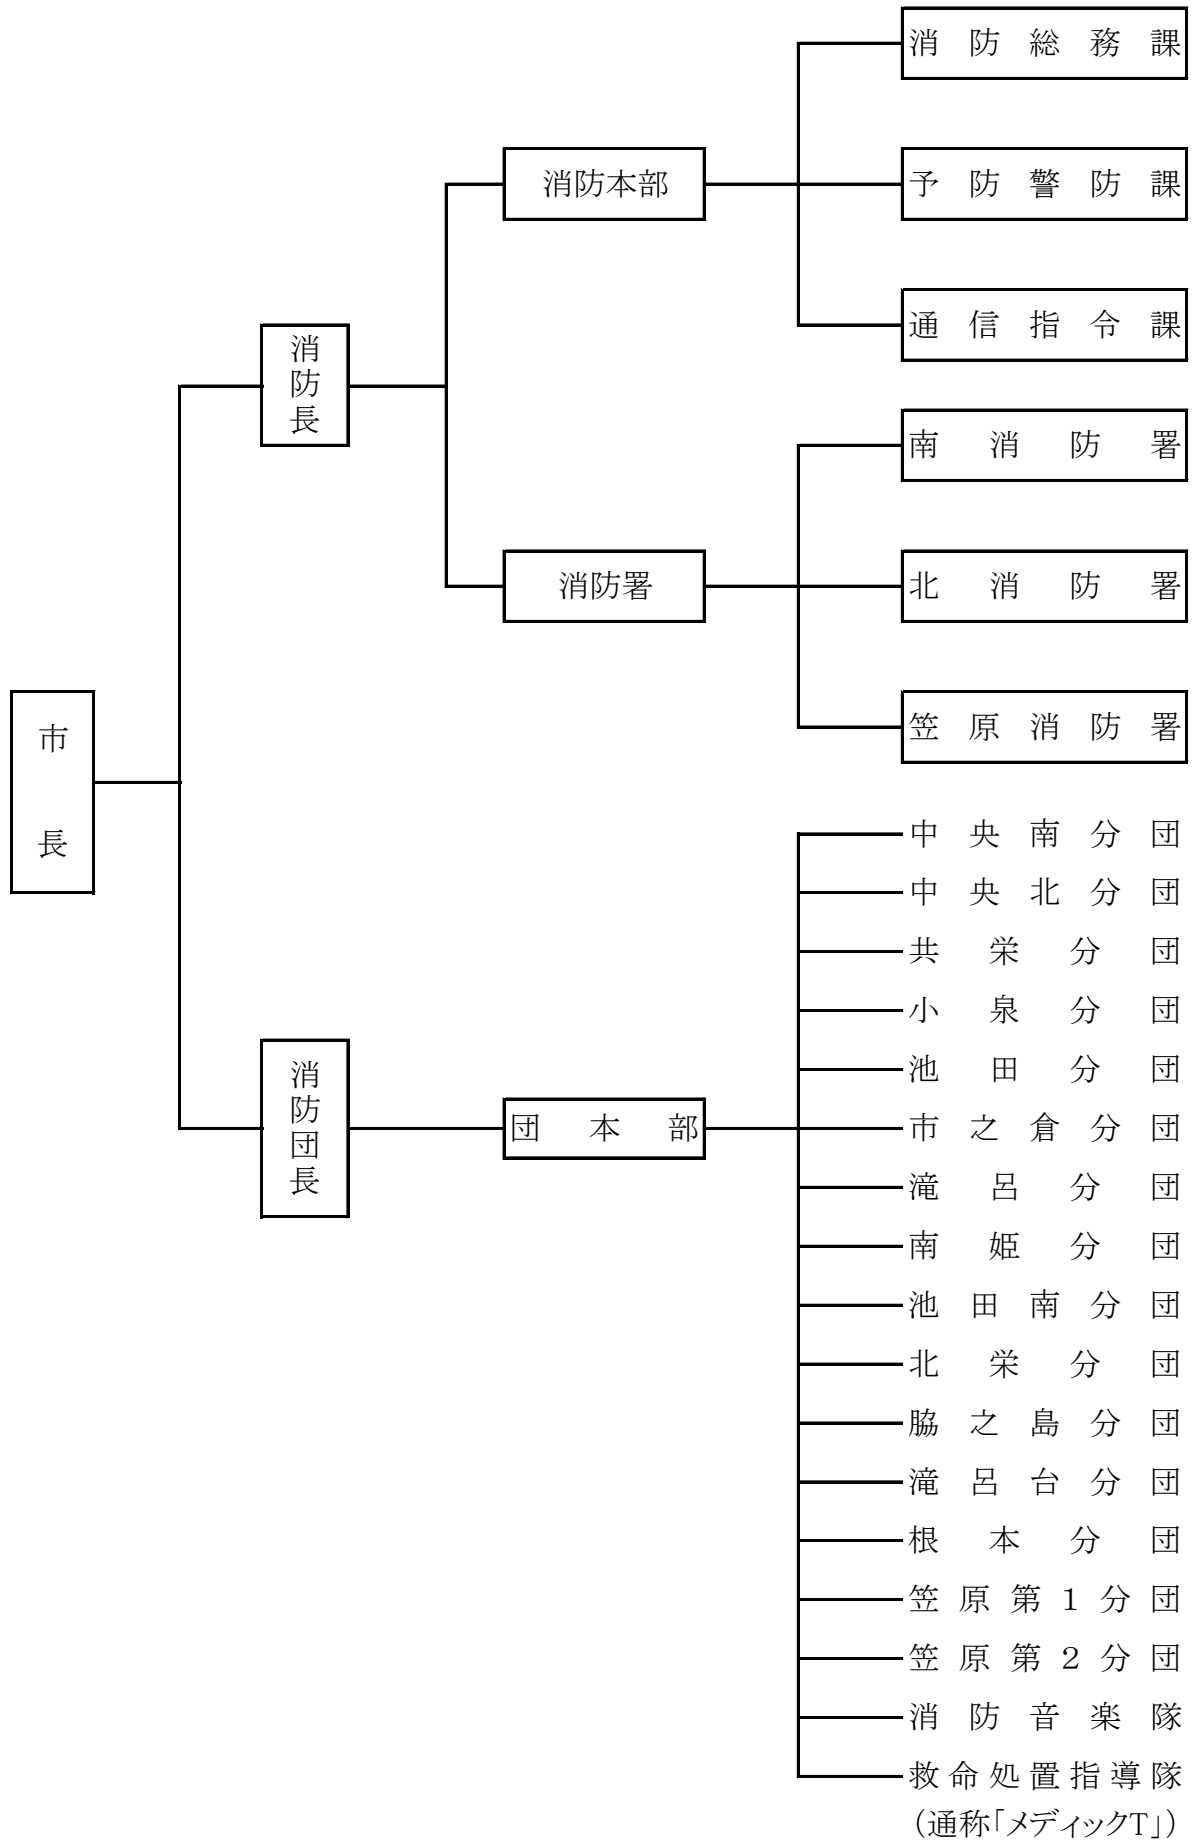 消防総務課
消防本部
予防警防課
通信指令課
消防長
南消防署
消防署
北消防署
笠原消防署
市長
中央南分団
中央北分団
共栄分団
小泉分団
池田分団
消防団長
団本部
市之倉分団
滝呂分団
南姫分団
池田南分団
北栄分団
脇之島分団
滝呂台分団
根本分団
笠原第1分団
笠原第2分団
消防音楽隊
救命処置指導隊
(通称「メディックT」)